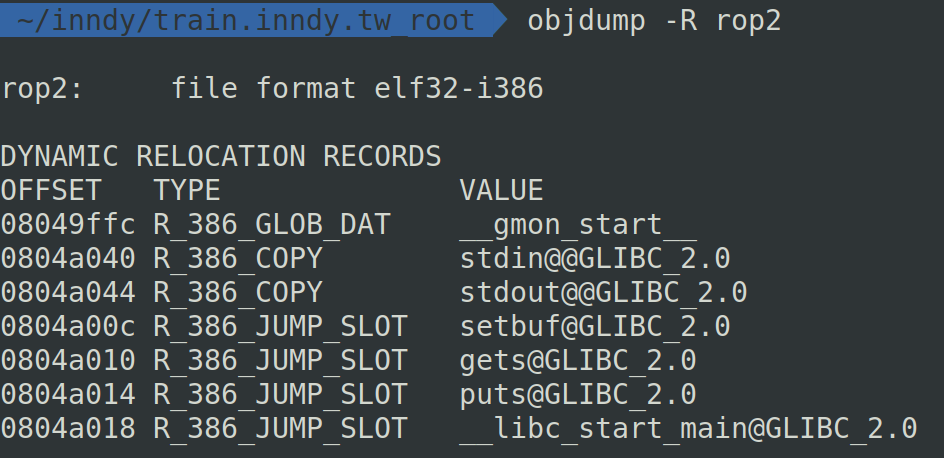 ~/inndy/train.inndy.tw_root objdump -R rop2
rop2:     file format elf32-i386
DYNAMIC RELOCATION RECORDS
OFFSET   TYPE              VALUE
08049ffc R_386_GLOB_DAT    __gmon_start__
0804a040 R_386_COPY        stdin@@GLIBC_2.0
0804a044 R_386_COPY        stdout@@GLIBC_2.0
0804a00c R_386_JUMP_SLOT   setbuf@GLIBC_2.0
0804a010 R_386_JUMP_SLOT   gets@GLIBC_2.0
0804a014 R_386_JUMP_SLOT   puts@GLIBC_2.0
0804a018 R_386_JUMP_SLOT   __libc_start_main@GLIBC_2.0